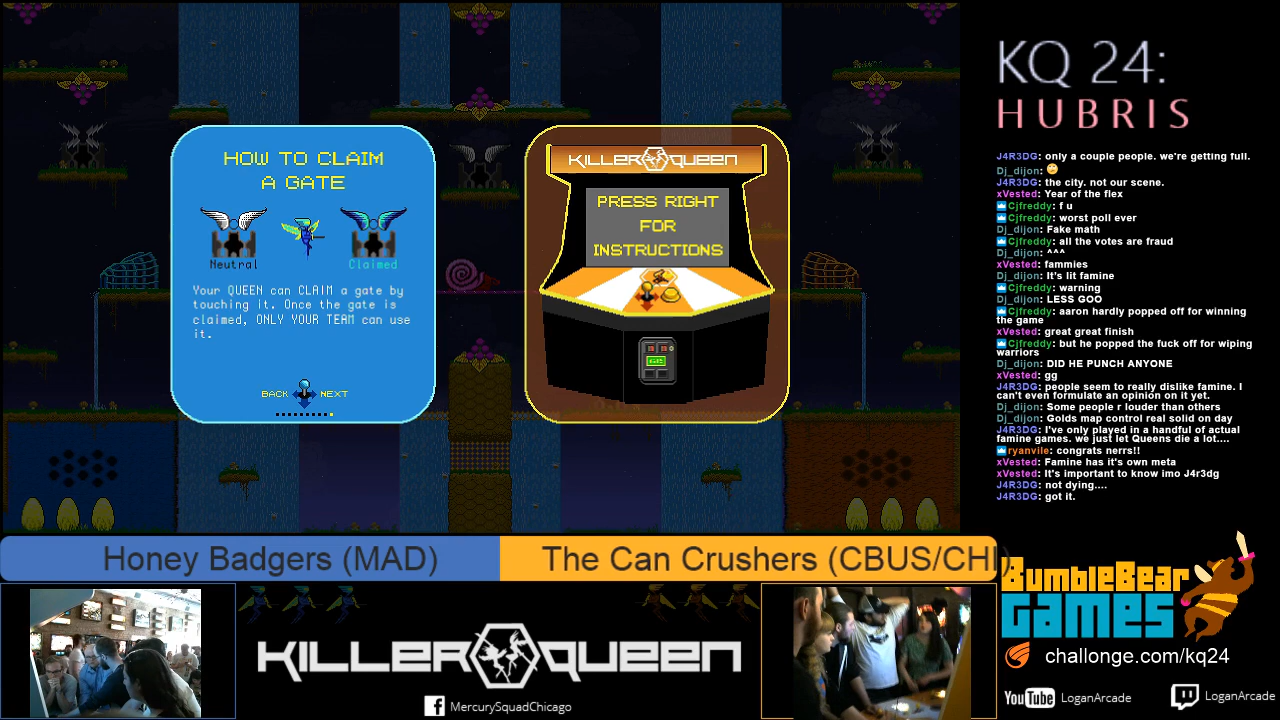 HOW TO CLAIM
A GATE
Neutral
Claimed
Your QUEEN can CLAIM a gate by
touching it. Once the gate is
claimed, ONLY YOUR TEAM can use
it.
BACK
NEXT
KILLER QUEEN
PRESS RIGHT
FOR
INSTRUCTIONS
KQ 24:
HUBRIS
J4R3DG: only a couple people. we're getting full.
Dj_dijon:
J4R3DG: the city. not our scene.
xVested: Year of the flex
Cjfreddy: f u
Cjfreddy: worst poll ever
Dj_dijon: Fake math
Cjfreddy: all the votes are fraud
Dj_dijon: ^^^
xVested: fammies
Dj_dijon: It's lit famine
Cjfreddy: warning
Dj_dijon: LESS GOO
Cjfreddy: aaron hardly popped off for winning
the game
xVested: great great finish
Cjfreddy: but he popped the fuck off for wiping
warriors
Dj_dijon: DID HE PUNCH ANYONE
xVested: gg
J4R3DG: people seem to really dislike famine. I
can't even formulate an opinion on it yet.
Dj_dijon: Some people r louder than others
Dj_dijon: Golds map control real solid on day
J4R3DG: I've only played in a handful of actual
famine games. we just let Queens die a lot....
ryanvile: congrats nerrs!!
xVested: Famine has it's own meta
xVested: It's important to know imo J4r3dg
J4R3DG: not dying....
J4R3DG: got it.
Honey Badgers (MAD)
The Can Crushers (CBUS/CHI)
KILLER QUEEN
MercurySquadChicago
BumbleBear
Games
challonge.com/kq24
YouTube LoganArcade
LoganArcade